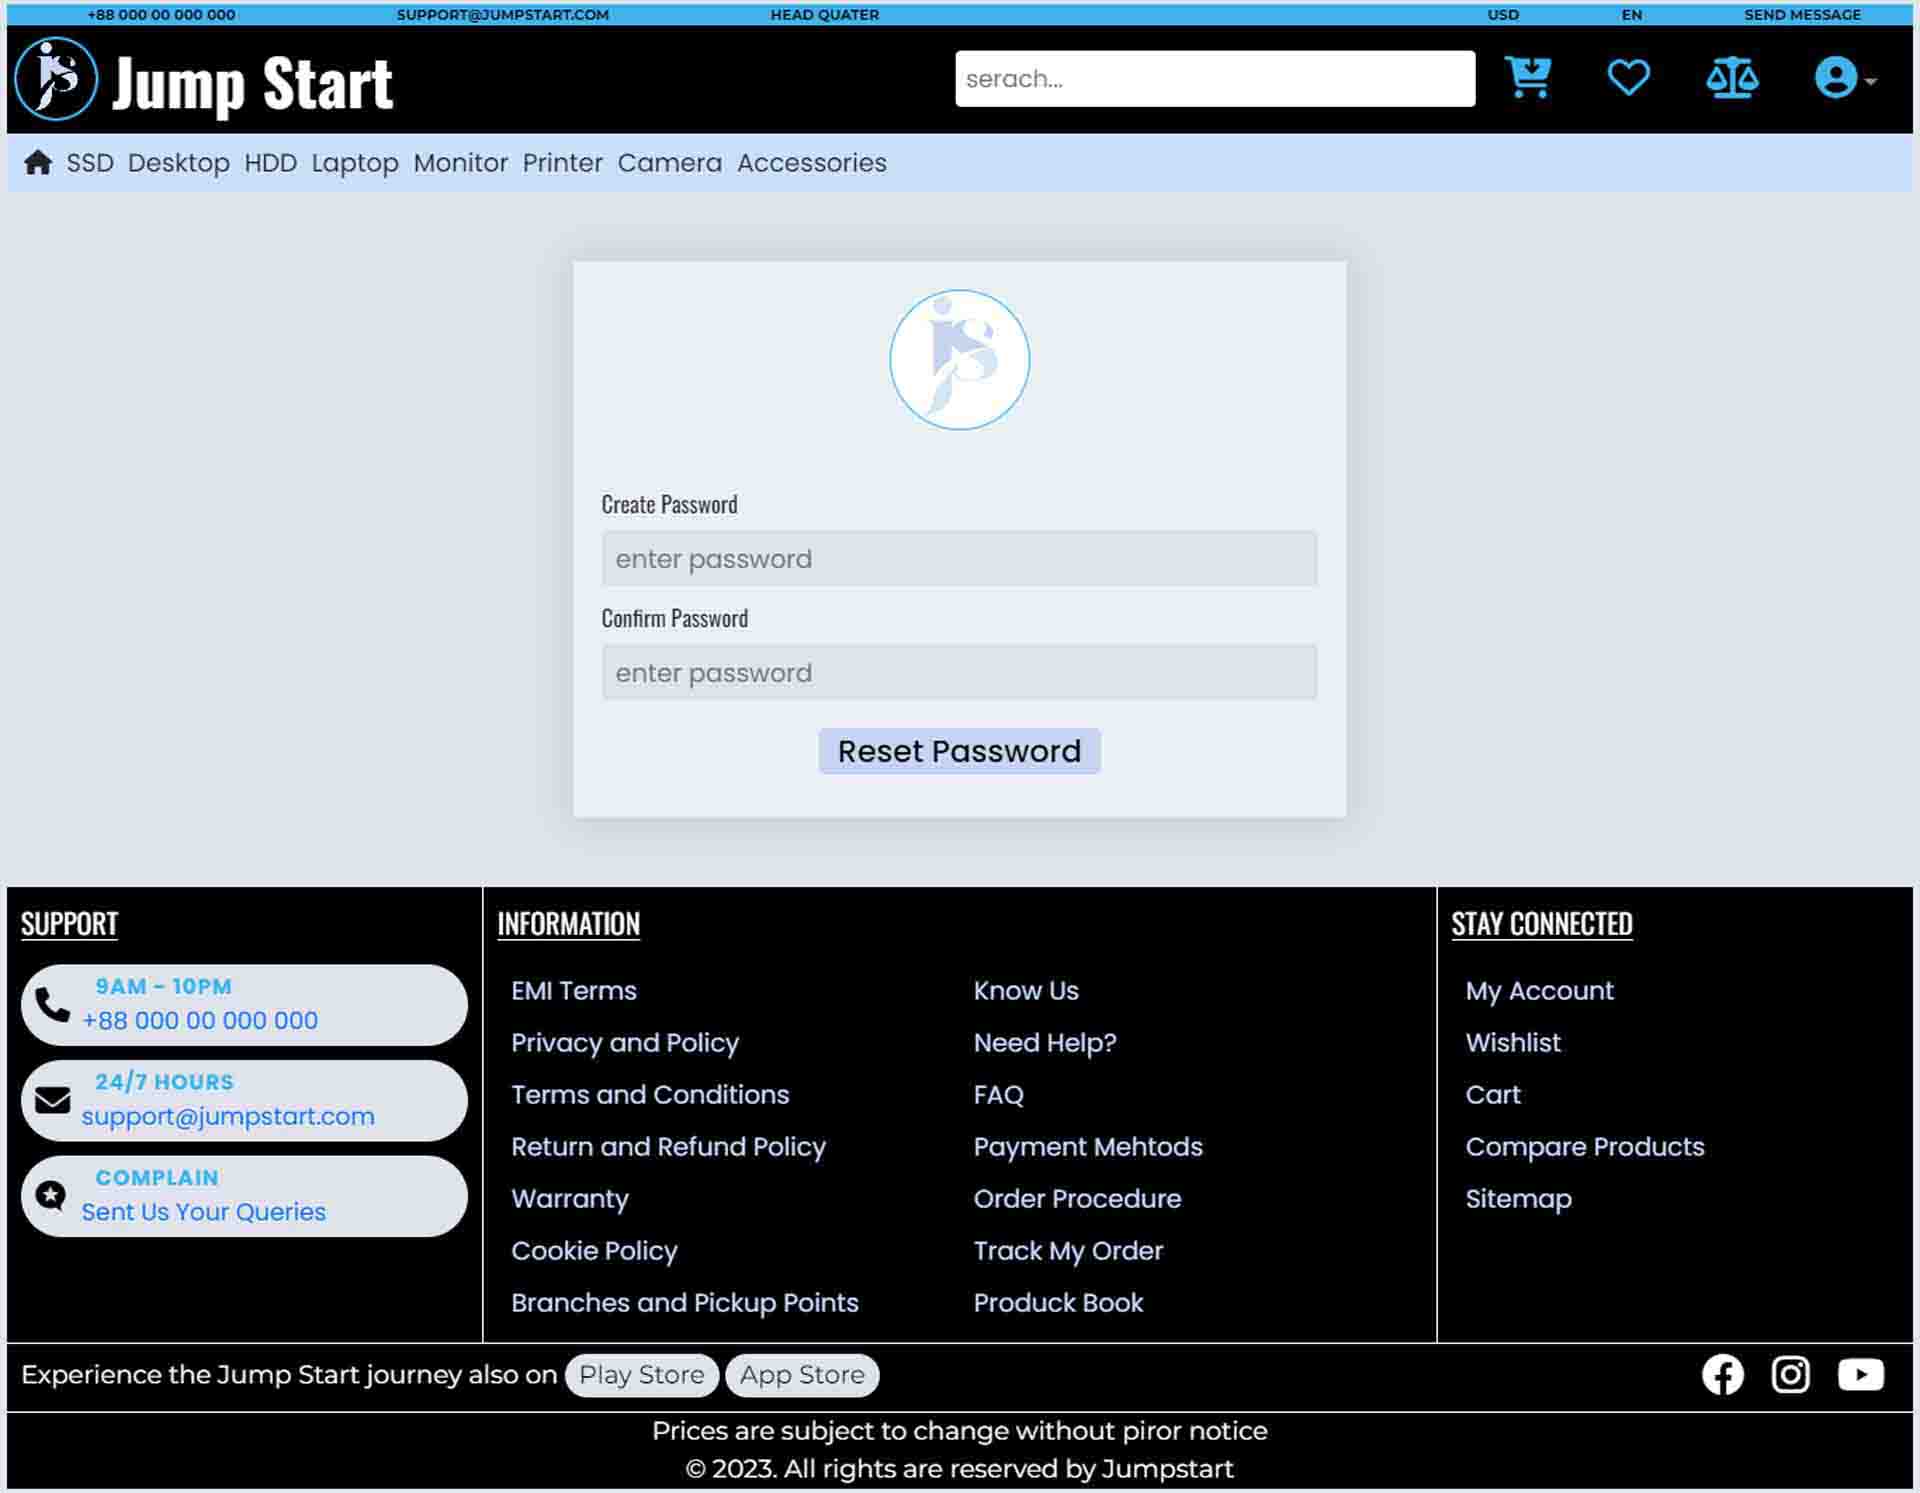 +88 000 00 000 000 SUPPORT@JUMPSTART.COM HEAD QUATER USD EN SEND MESSAGE
js Jump Start serach...
SSD Desktop HDD Laptop Monitor Printer Camera Accessories
js
Create Password
enter password
Confirm Password
enter password
Reset Password
SUPPORT
9AM - 10PM
+88 000 00 000 000
24/7 HOURS
support@jumpstart.com
COMPLAIN
Sent Us Your Queries
INFORMATION
EMI Terms
Privacy and Policy
Terms and Conditions
Return and Refund Policy
Warranty
Cookie Policy
Branches and Pickup Points
Know Us
Need Help?
FAQ
Payment Mehtods
Order Procedure
Track My Order
Produck Book
STAY CONNECTED
My Account
Wishlist
Cart
Compare Products
Sitemap
Experience the Jump Start journey also on Play Store App Store
Prices are subject to change without piror notice
© 2023. All rights are reserved by Jumpstart